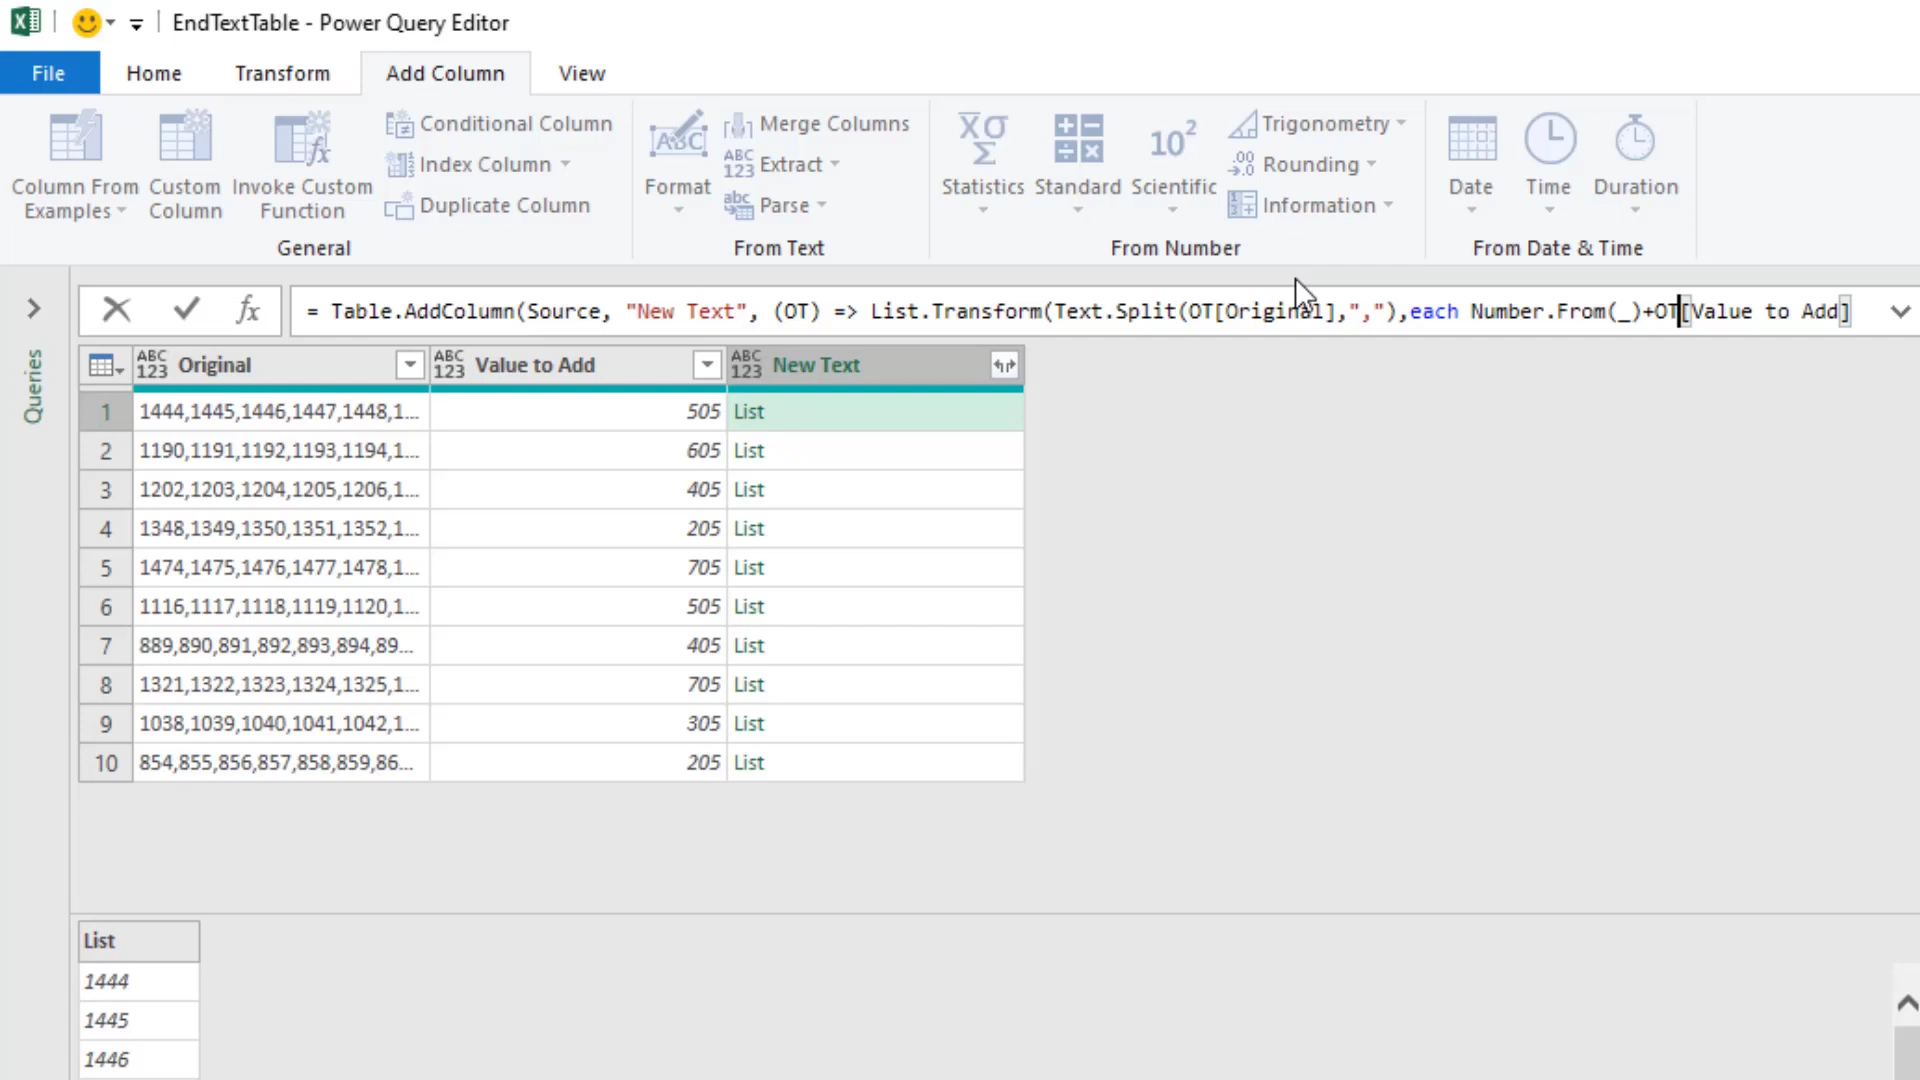 EndTextTable - Power Query Editor
File Home Transform Add Column View
Column From Examples
Custom Column
Invoke Custom Function
Conditional Column
Index Column
Duplicate Column
General
Format
Merge Columns
Extract
Parse
From Text
Statistics
Standard
Scientific
Trigonometry
Rounding
Information
From Number
Date
Time
Duration
From Date & Time
Queries
= Table.AddColumn(Source, "New Text", (OT) => List.Transform(Text.Split(OT[Original],","),each Number.From(_)+OT[Value to Add]
ABC 123 Original ABC 123 Value to Add ABC 123 New Text
1 1444,1445,1446,1447,1448,1... 505 List
2 1190,1191,1192,1193,1194,1... 605 List
3 1202,1203,1204,1205,1206,1... 405 List
4 1348,1349,1350,1351,1352,1... 205 List
5 1474,1475,1476,1477,1478,1... 705 List
6 1116,1117,1118,1119,1120,1... 505 List
7 889,890,891,892,893,894,89... 405 List
8 1321,1322,1323,1324,1325,1... 705 List
9 1038,1039,1040,1041,1042,1... 305 List
10 854,855,856,857,858,859,86... 205 List
List
1444
1445
1446